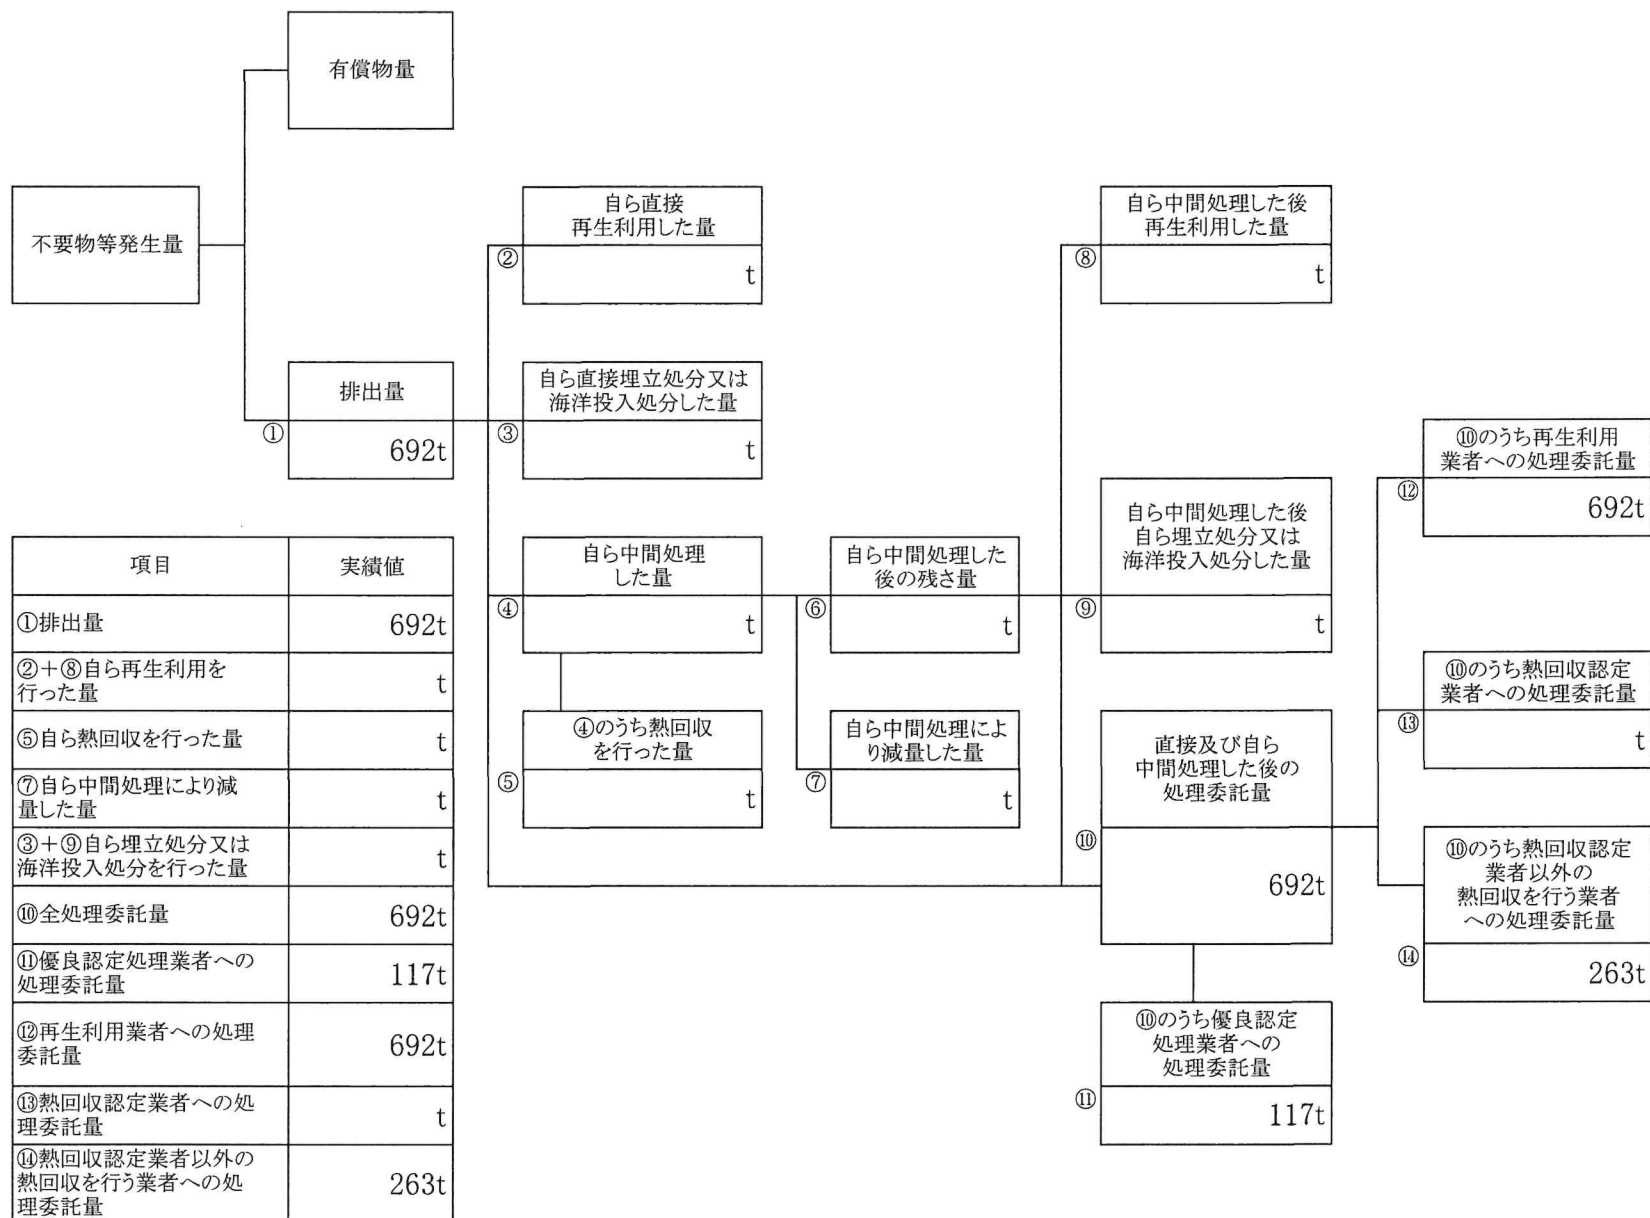 有償物量
不要物等発生量
自ら直接
再生利用した量
②
t
自ら中間処理した後
再生利用した量
⑧
t
排出量
①
692t
自ら直接埋立処分又は
海洋投入処分した量
③
t
⑩のうち再生利用
業者への処理委託量
⑫
692t
自ら中間処理した後
自ら埋立処分又は
海洋投入処分した量
⑨
t
自ら中間処理
した量
④
t
自ら中間処理した
後の残さ量
⑥
t
⑩のうち熱回収認定
業者への処理委託量
⑬
t
④のうち熱回収
を行った量
⑤
t
自ら中間処理によ
り減量した量
⑦
t
直接及び自ら
中間処理した後の
処理委託量
⑩
692t
⑩のうち熱回収認定
業者以外の
熱回収を行う業者
への処理委託量
⑭
263t
⑩のうち優良認定
処理業者への
処理委託量
⑪
117t
項目 実績値
①排出量 692t
②+⑧自ら再生利用を
行った量 t
⑤自ら熱回収を行った量 t
⑦自ら中間処理により減
量した量 t
③+⑨自ら埋立処分又は
海洋投入処分を行った量 t
⑩全処理委託量 692t
⑪優良認定処理業者への
処理委託量 117t
⑫再生利用業者への処理
委託量 692t
⑬熱回収認定業者への処
理委託量 t
⑭熱回収認定業者以外の
熱回収を行う業者への処
理委託量 263t